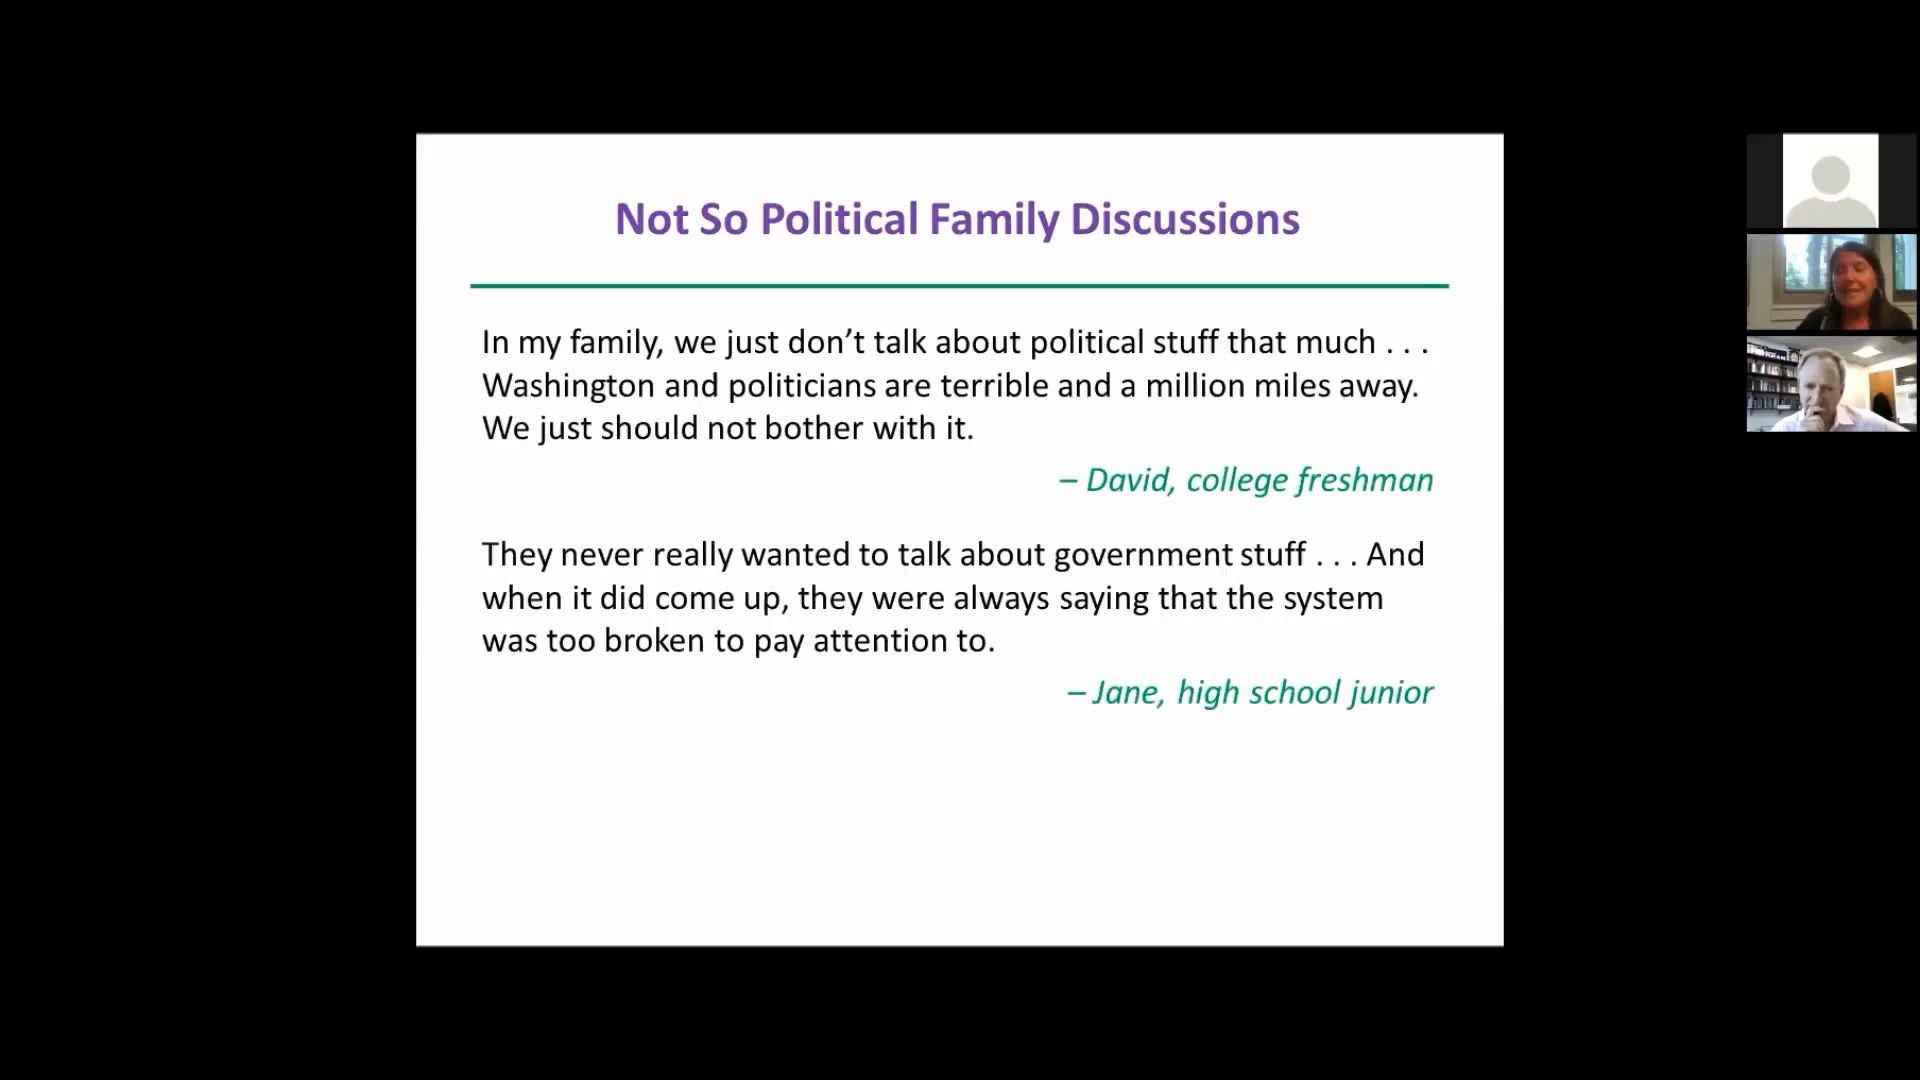 Not So Political Family Discussions
In my family, we just don’t talk about political stuff that much . . .
Washington and politicians are terrible and a million miles away.
We just should not bother with it.
– David, college freshman
They never really wanted to talk about government stuff . . . And
when it did come up, they were always saying that the system
was too broken to pay attention to.
– Jane, high school junior